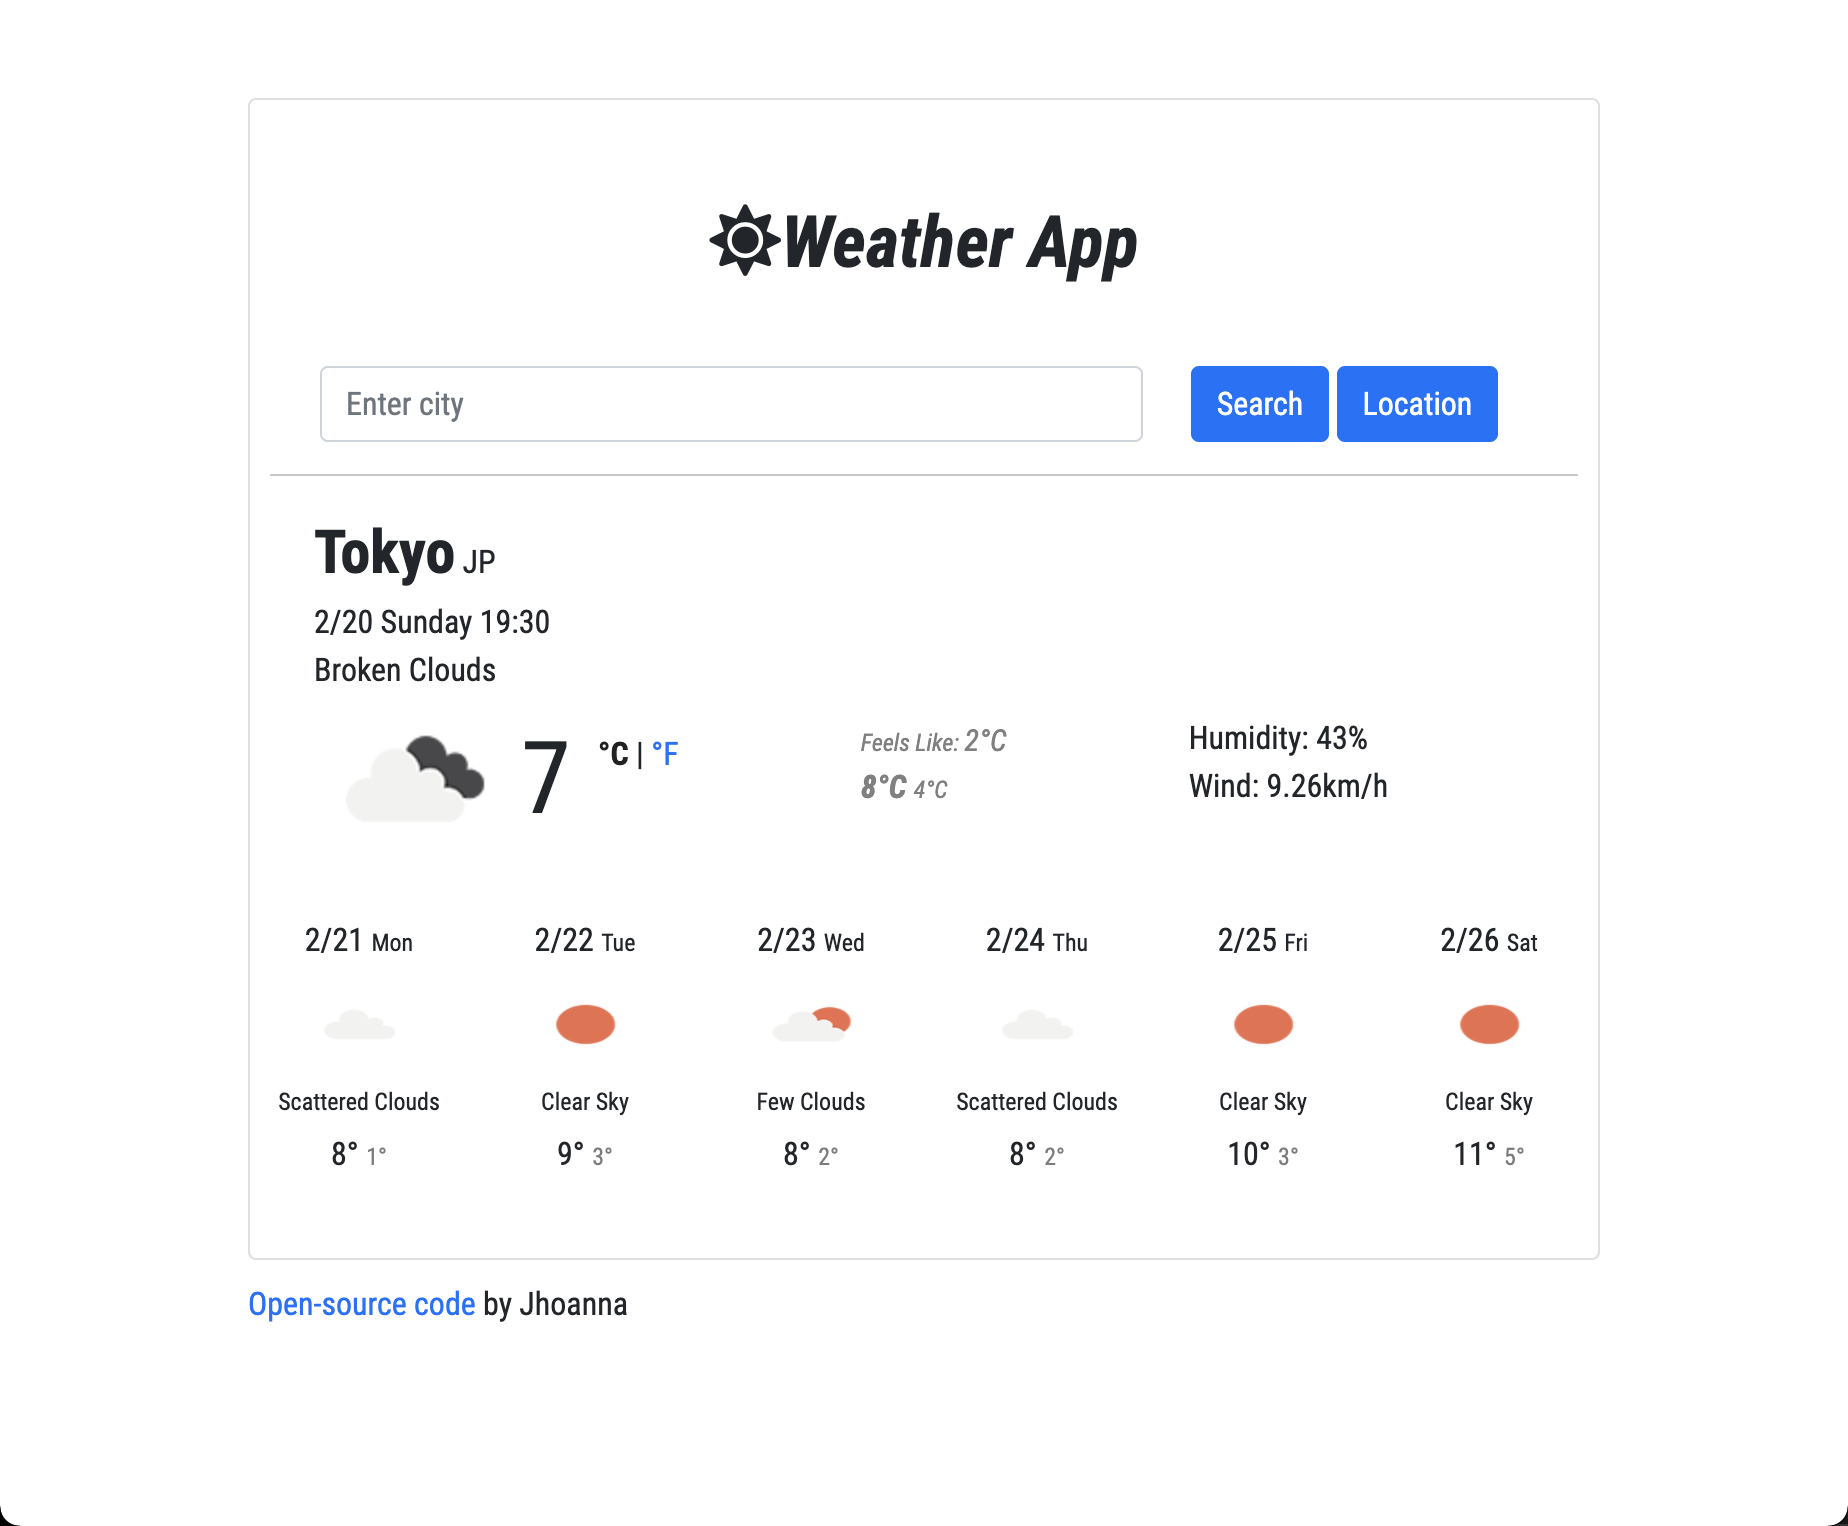 Weather App
Enter city
Search Location
Tokyo JP
2/20 Sunday 19:30
Broken Clouds
7 °C | °F
Feels Like: 2°C
8°C 4°C
Humidity: 43%
Wind: 9.26km/h
2/21 Mon 2/22 Tue 2/23 Wed 2/24 Thu 2/25 Fri 2/26 Sat
Scattered Clouds Clear Sky Few Clouds Scattered Clouds Clear Sky Clear Sky
8° 1° 9° 3° 8° 2° 8° 2° 10° 3° 11° 5°
Open-source code by Jhoanna